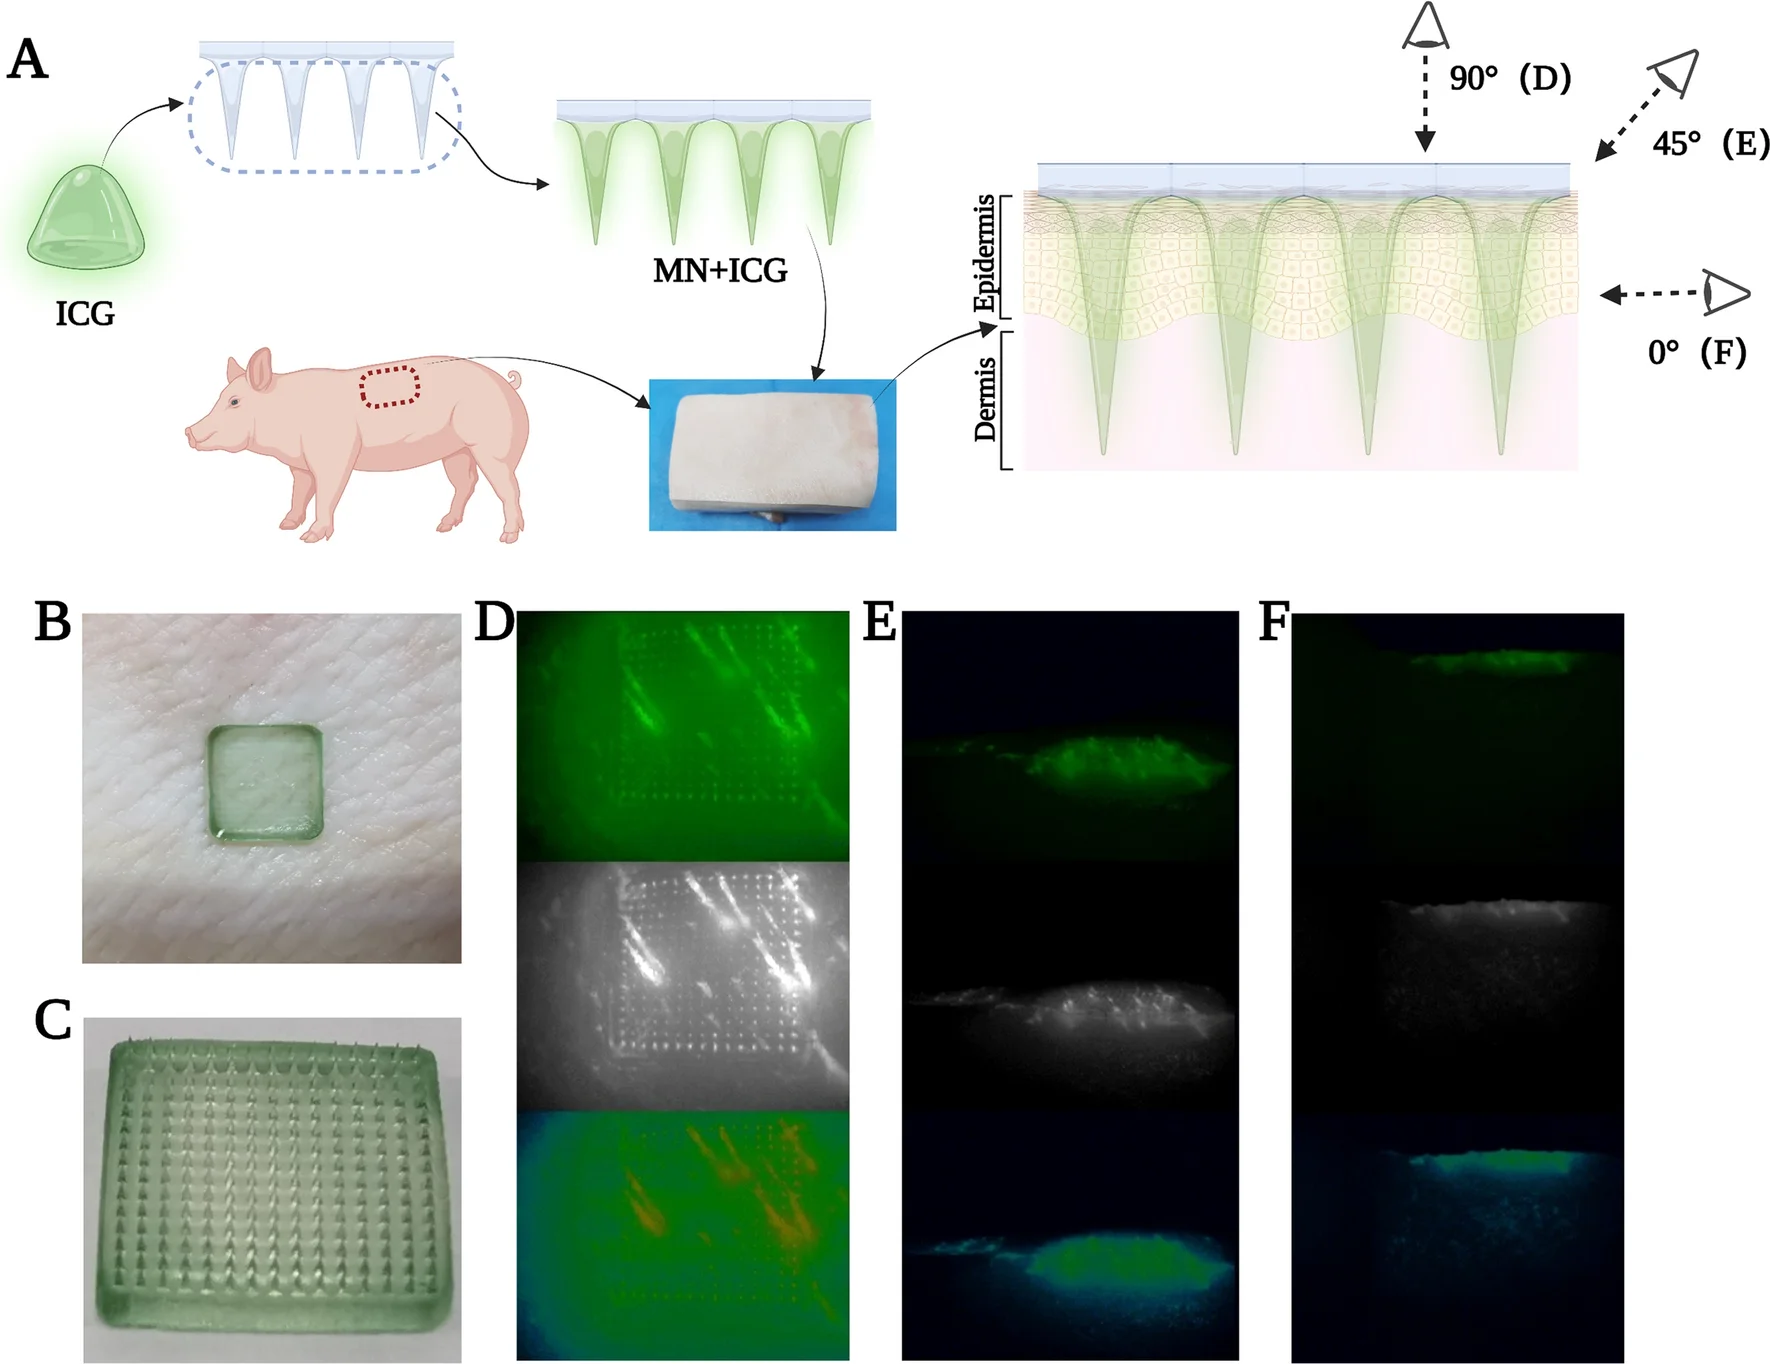 A
90° (D)
45° (E)
ICG
MN+ICG
Epidermis
0° (F)
Dermis
B
D
E
F
C